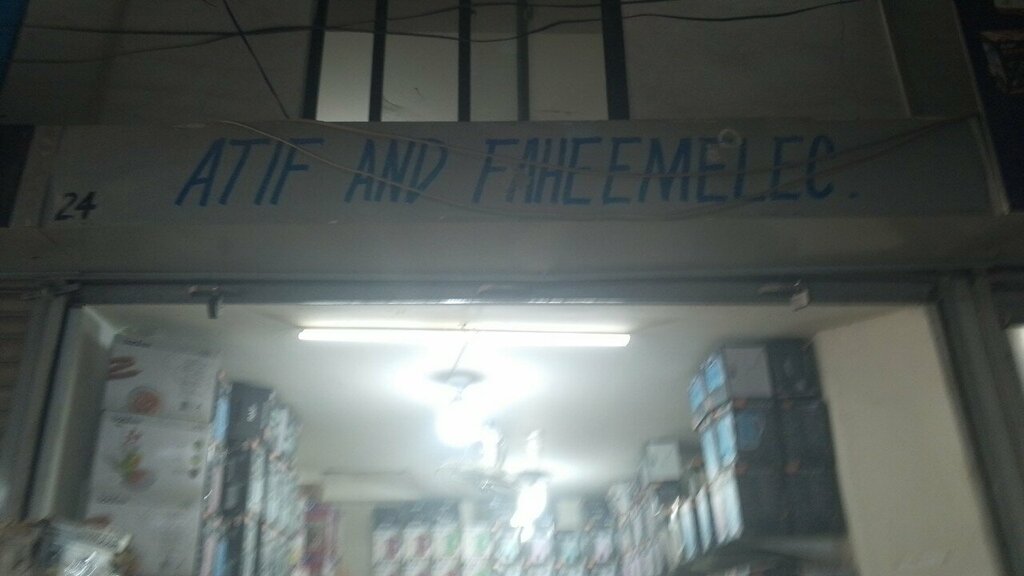 24 ATIF AND FAHEEMELEC.